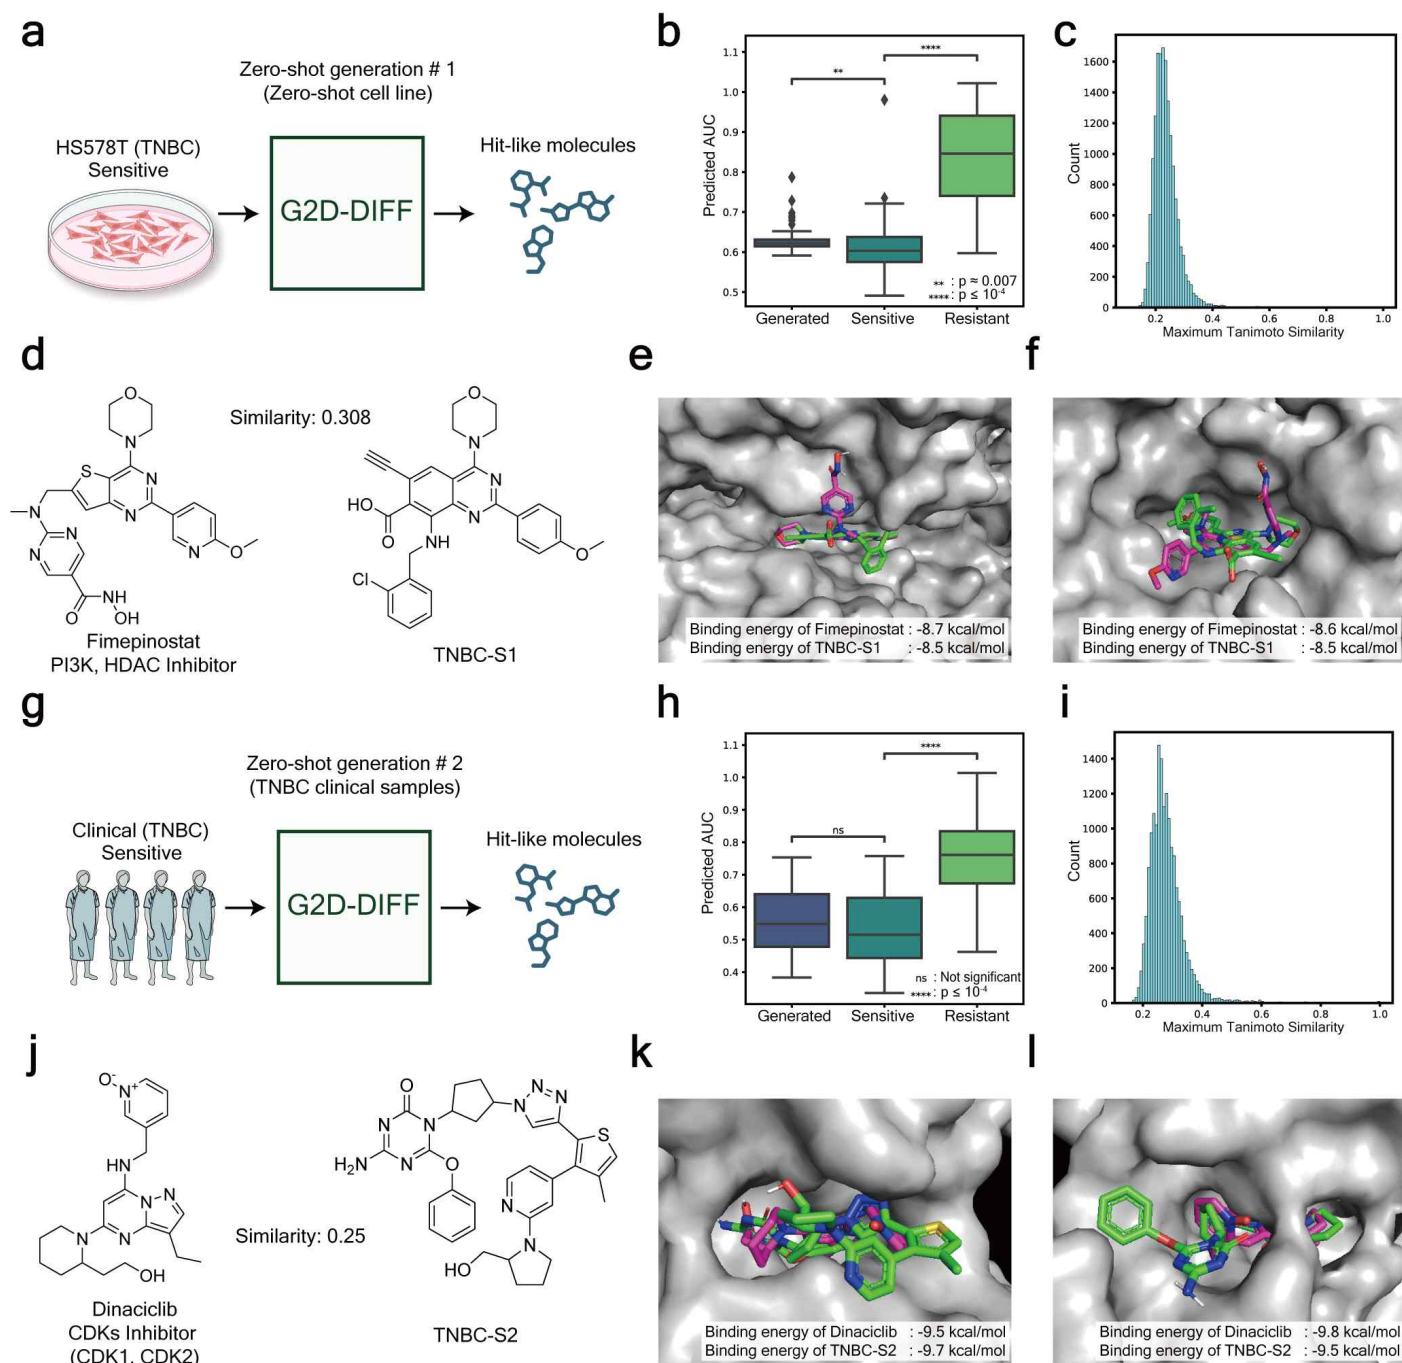 a
Zero-shot generation # 1
(Zero-shot cell line)
HS578T (TNBC)
Sensitive
G2D-DIFF
Hit-like molecules
b
Predicted AUC
1.1
1.0
0.9
0.8
0.7
0.6
0.5
**
****
** : p ≈ 0.007
**** : p ≤ 10⁻⁴
Generated
Sensitive
Resistant
c
Count
1600
1400
1200
1000
800
600
400
200
0
0.2
0.4
0.6
0.8
1.0
Maximum Tanimoto Similarity
d
Similarity: 0.308
O
N
S
N
N
N
N
N
N
O
O
NH
OH
Fimepinostat
PI3K, HDAC Inhibitor
O
N
N
N
HO
O
NH
Cl
O
TNBC-S1
e
Binding energy of Fimepinostat : -8.7 kcal/mol
Binding energy of TNBC-S1 : -8.5 kcal/mol
f
Binding energy of Fimepinostat : -8.6 kcal/mol
Binding energy of TNBC-S1 : -8.5 kcal/mol
g
Zero-shot generation # 2
(TNBC clinical samples)
Clinical (TNBC)
Sensitive
G2D-DIFF
Hit-like molecules
h
Predicted AUC
1.1
1.0
0.9
0.8
0.7
0.6
0.5
0.4
ns
****
ns : Not significant
**** : p ≤ 10⁻⁴
Generated
Sensitive
Resistant
i
Count
1400
1200
1000
800
600
400
200
0
0.2
0.4
0.6
0.8
1.0
Maximum Tanimoto Similarity
j
O⁻
N⁺
HN
N
N
N
N
OH
Similarity: 0.25
Dinaciclib
CDKs Inhibitor
(CDK1, CDK2)
O
N
N
H₂N
N
O
N
N
N
S
N
N
HO
TNBC-S2
k
Binding energy of Dinaciclib : -9.5 kcal/mol
Binding energy of TNBC-S2 : -9.7 kcal/mol
l
Binding energy of Dinaciclib : -9.8 kcal/mol
Binding energy of TNBC-S2 : -9.5 kcal/mol